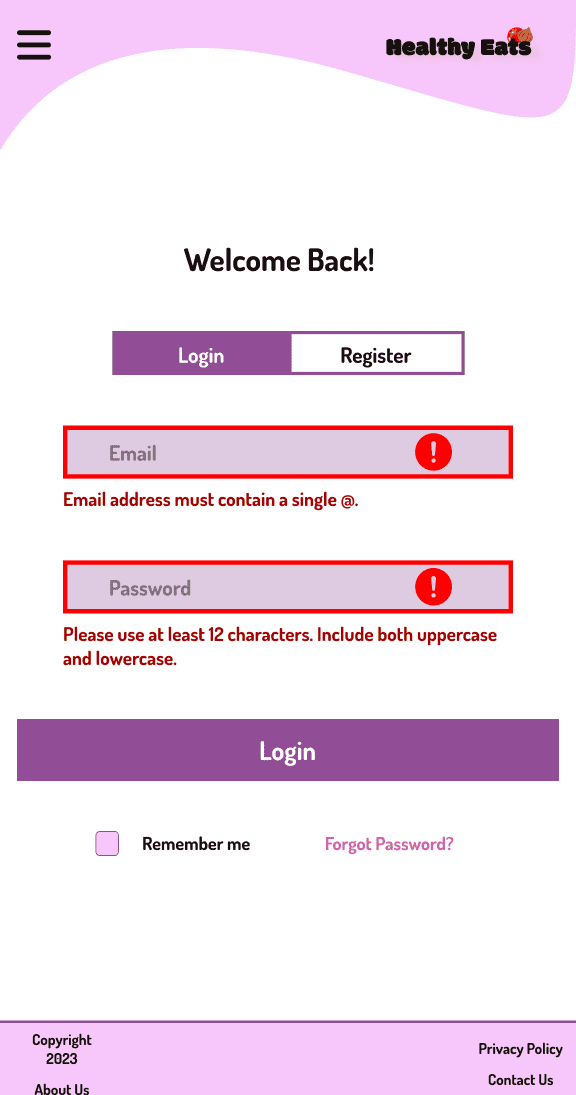 Healthy Eats
Welcome Back!
Login
Register
Email
!
Email address must contain a single @.
Password
!
Please use at least 12 characters. Include both uppercase
and lowercase.
Login
Remember me
Forgot Password?
Copyright
2023
About Us
Privacy Policy
Contact Us